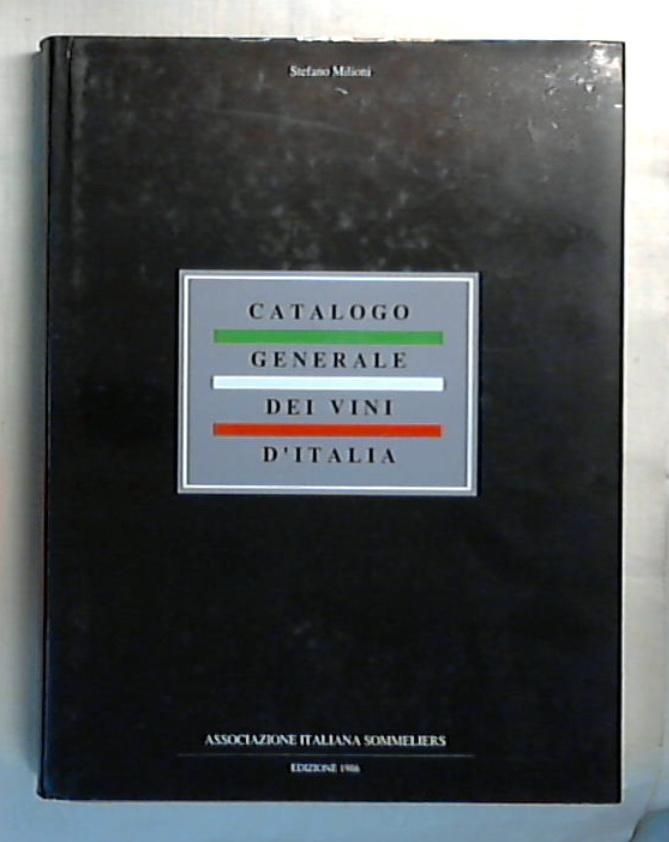 Stefano Milioni
CATALOGO
GENERALE
DEI VINI
D'ITALIA
ASSOCIAZIONE ITALIANA SOMMELIERS
EDIZIONE 1986